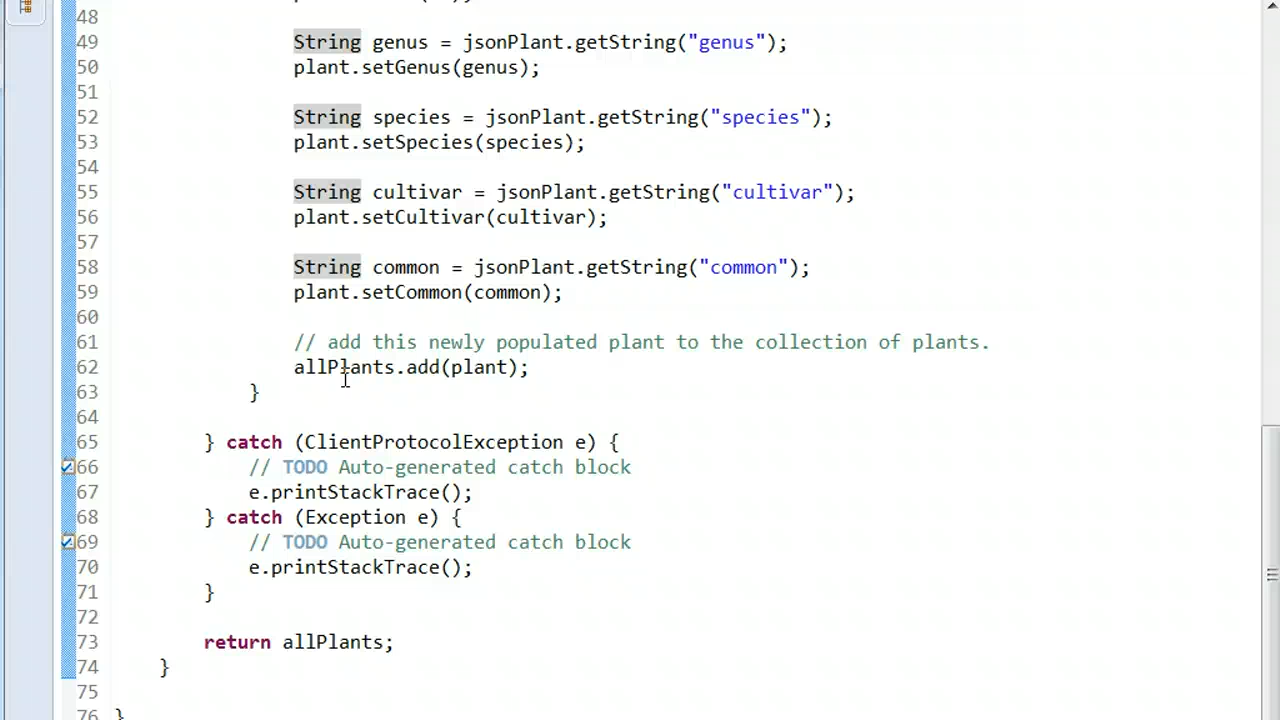 48
49 String genus = jsonPlant.getString("genus");
50 plant.setGenus(genus);
51
52 String species = jsonPlant.getString("species");
53 plant.setSpecies(species);
54
55 String cultivar = jsonPlant.getString("cultivar");
56 plant.setCultivar(cultivar);
57
58 String common = jsonPlant.getString("common");
59 plant.setCommon(common);
60
61 // add this newly populated plant to the collection of plants.
62 allPlants.add(plant);
63 }
64
65 } catch (ClientProtocolException e) {
66 // TODO Auto-generated catch block
67 e.printStackTrace();
68 } catch (Exception e) {
69 // TODO Auto-generated catch block
70 e.printStackTrace();
71 }
72
73 return allPlants;
74 }
75
76 }